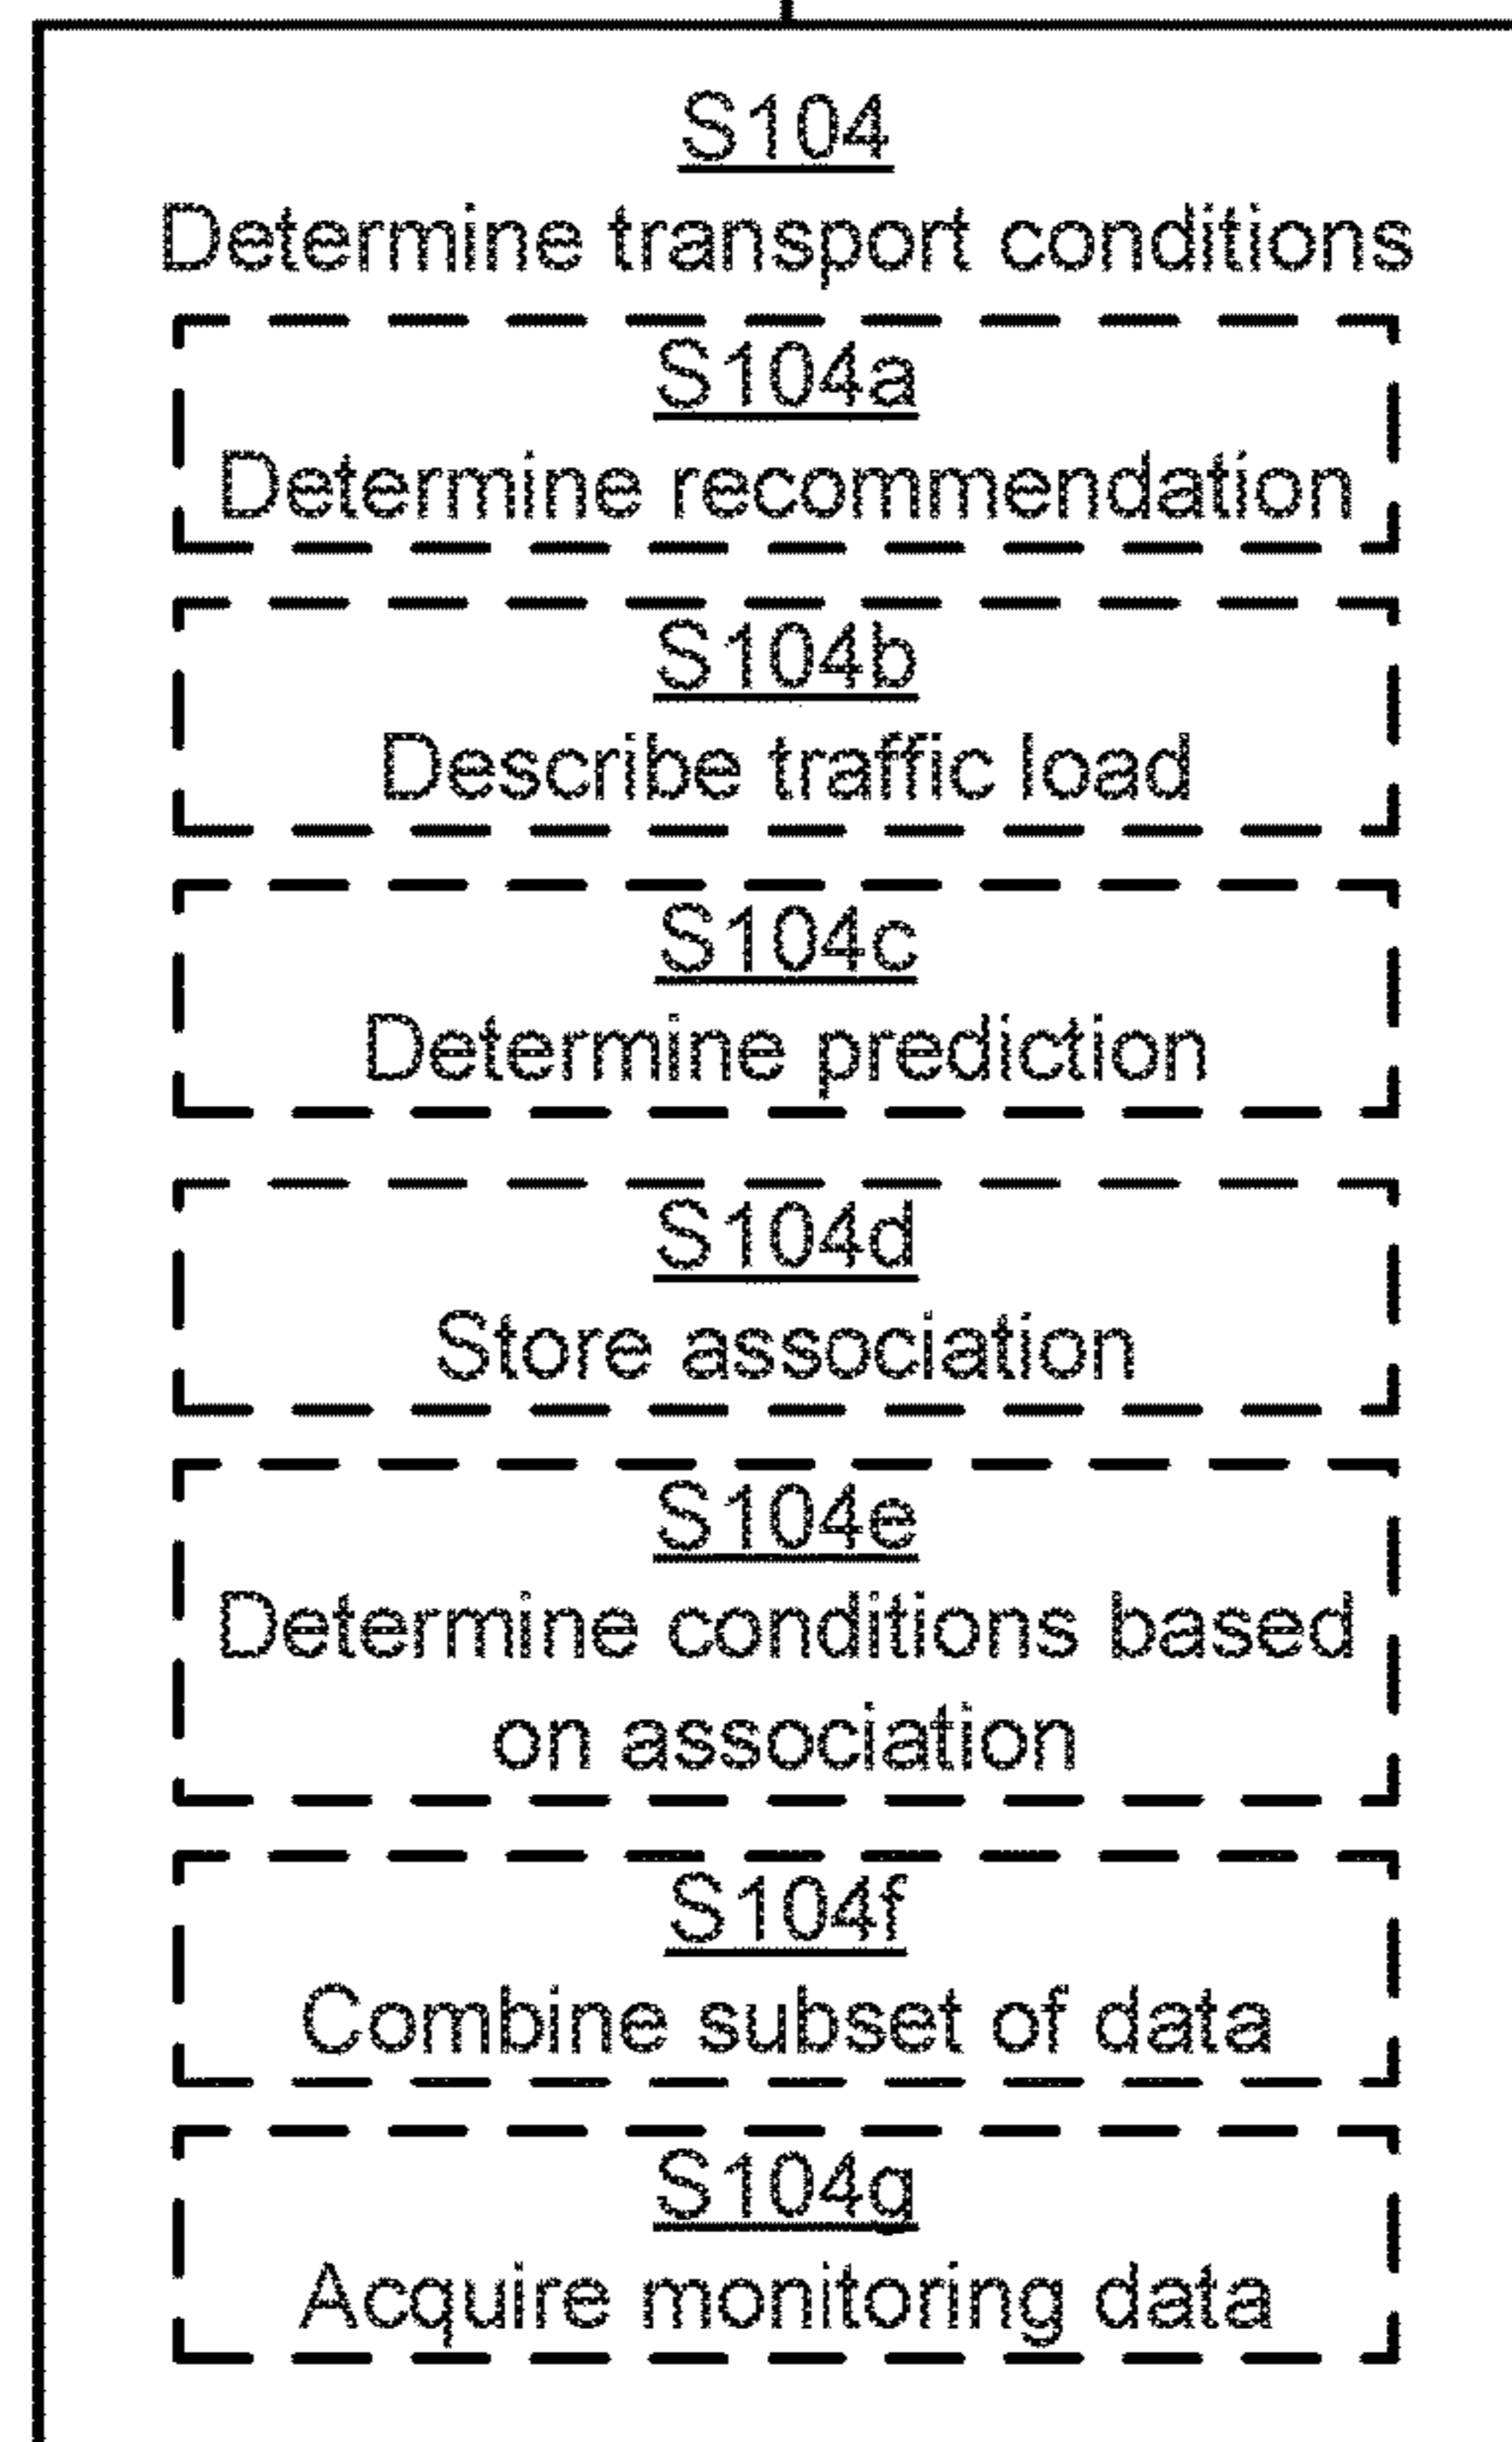 S104
Determine transport conditions
S104a
Determine recommendation
S104b
Describe traffic load
S104c
Determine prediction
S104d
Store association
S104e
Determine conditions based
on association
S104f
Combine subset of data
S104g
Acquire monitoring data